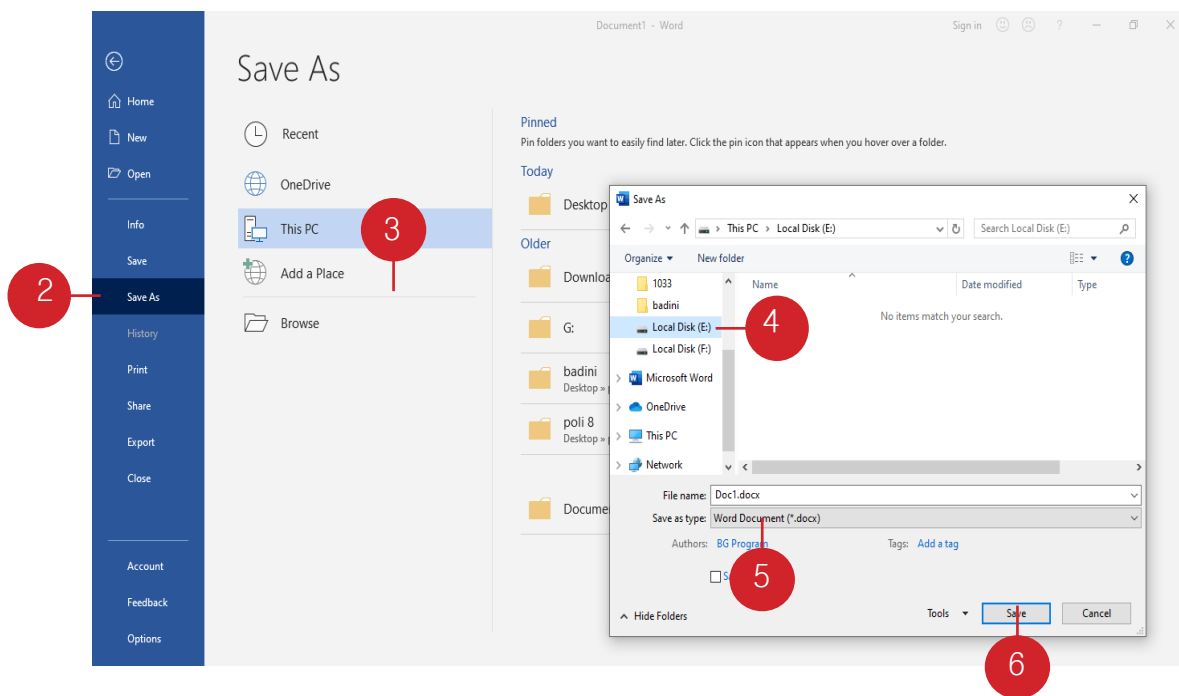 Document1 - Word
Sign in
?
Save As
Home
New
Open
Info
Save
Save As
History
Print
Share
Export
Close
Account
Feedback
Options
2
Recent
OneDrive
This PC
3
Add a Place
Browse
Pinned
Pin folders you want to easily find later. Click the pin icon that appears when you hover over a folder.
Today
Desktop
Older
Downloa
G:
badini
Desktop »
poli 8
Desktop »
Docume
Save As
This PC › Local Disk (E:)
Search Local Disk (E:)
Organize
New folder
?
Name
Date modified
Type
1033
badini
Local Disk (E:)
4
Local Disk (F:)
Microsoft Word
OneDrive
This PC
Network
No items match your search.
File name: Doc1.docx
Save as type: Word Document (*.docx)
Authors: BG Program
Tags: Add a tag
5
Hide Folders
Tools
Save
Cancel
6